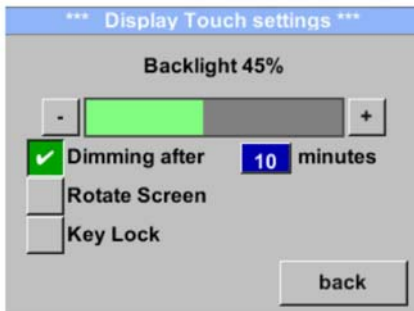 *** Display Touch settings ***
Backlight 45%
- +
✔ Dimming after 10 minutes
Rotate Screen
Key Lock
back